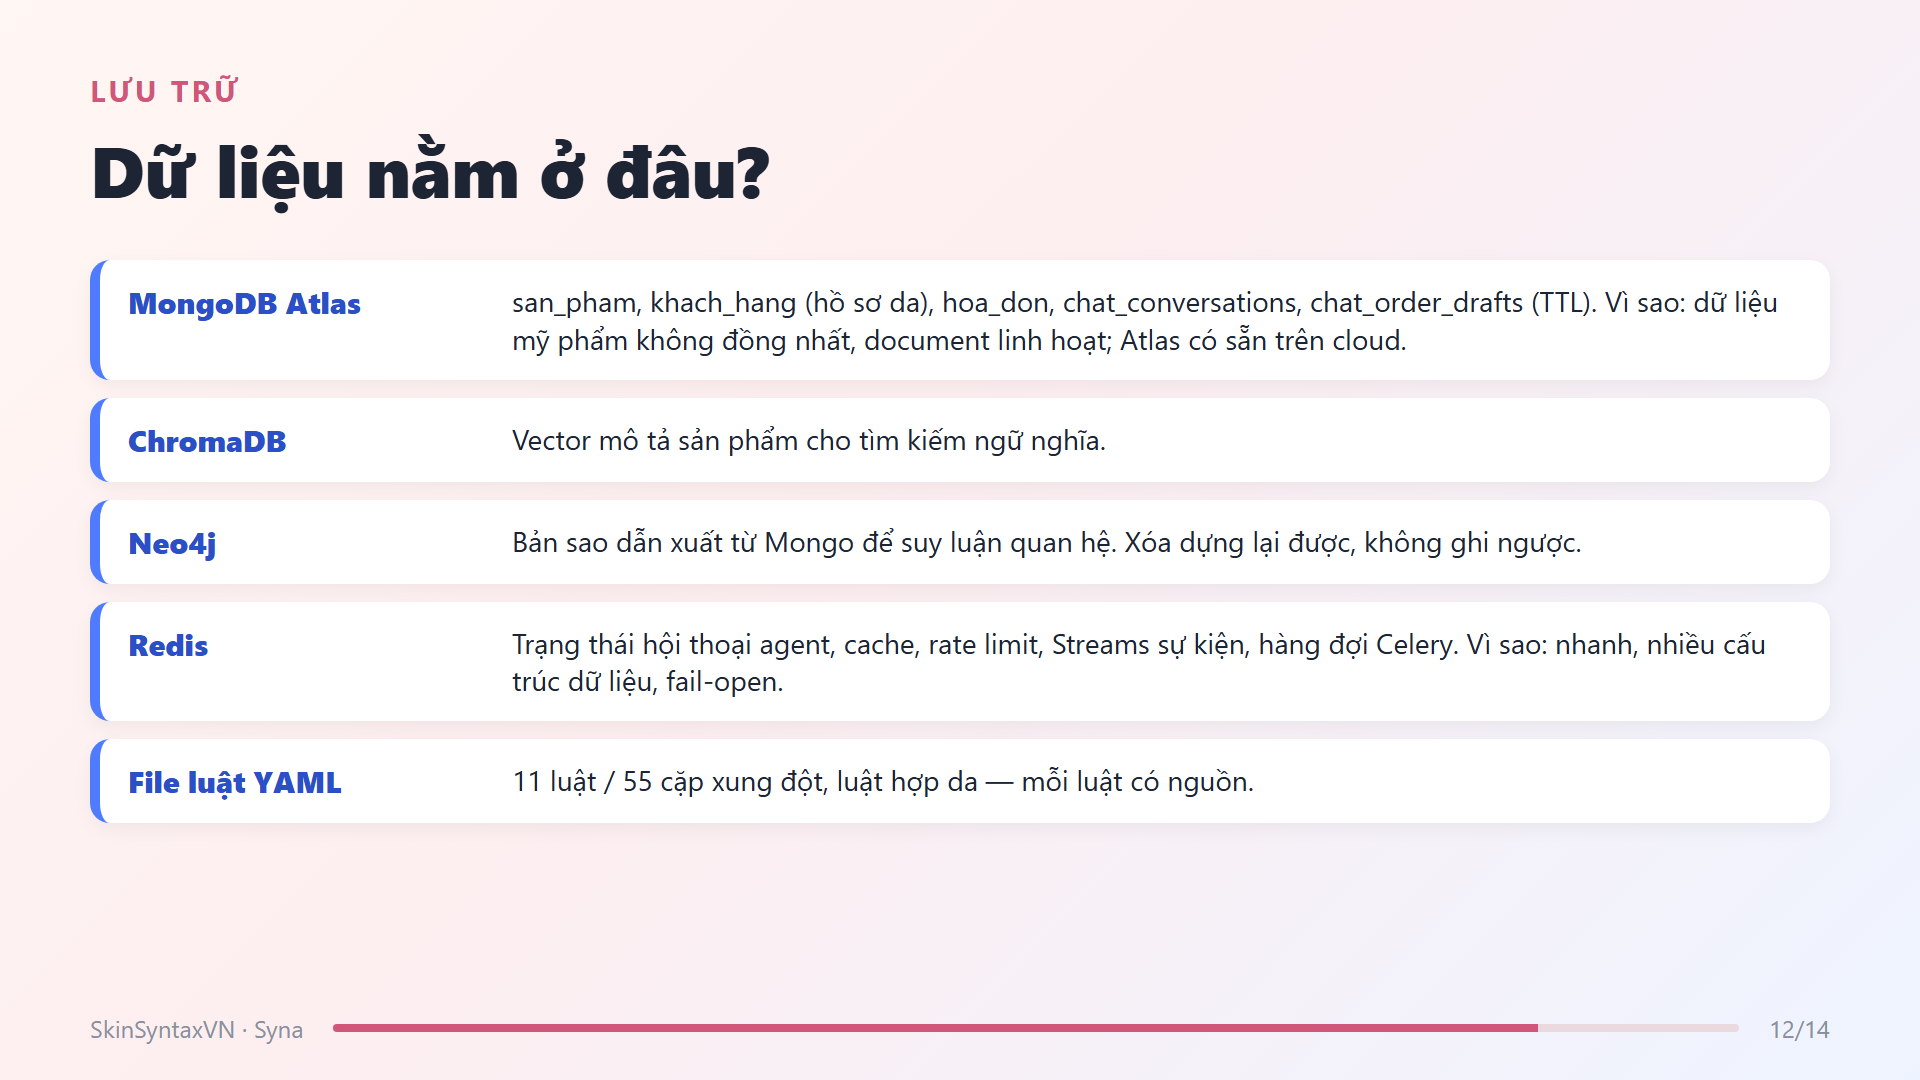 LƯU TRỮ
Dữ liệu nằm ở đâu?
MongoDB Atlas
san_pham, khach_hang (hồ sơ da), hoa_don, chat_conversations, chat_order_drafts (TTL). Vì sao: dữ liệu
mỹ phẩm không đồng nhất, document linh hoạt; Atlas có sẵn trên cloud.
ChromaDB
Vector mô tả sản phẩm cho tìm kiếm ngữ nghĩa.
Neo4j
Bản sao dẫn xuất từ Mongo để suy luận quan hệ. Xóa dựng lại được, không ghi ngược.
Redis
Trạng thái hội thoại agent, cache, rate limit, Streams sự kiện, hàng đợi Celery. Vì sao: nhanh, nhiều cấu
trúc dữ liệu, fail-open.
File luật YAML
11 luật / 55 cặp xung đột, luật hợp da — mỗi luật có nguồn.
SkinSyntaxVN · Syna
12/14